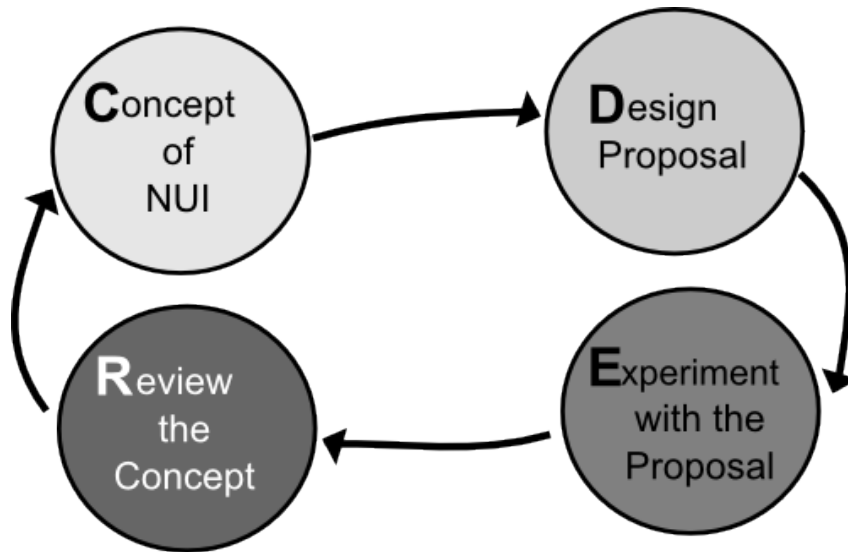 Concept
of
NUI
Design
Proposal
Experiment
with the
Proposal
Review
the
Concept